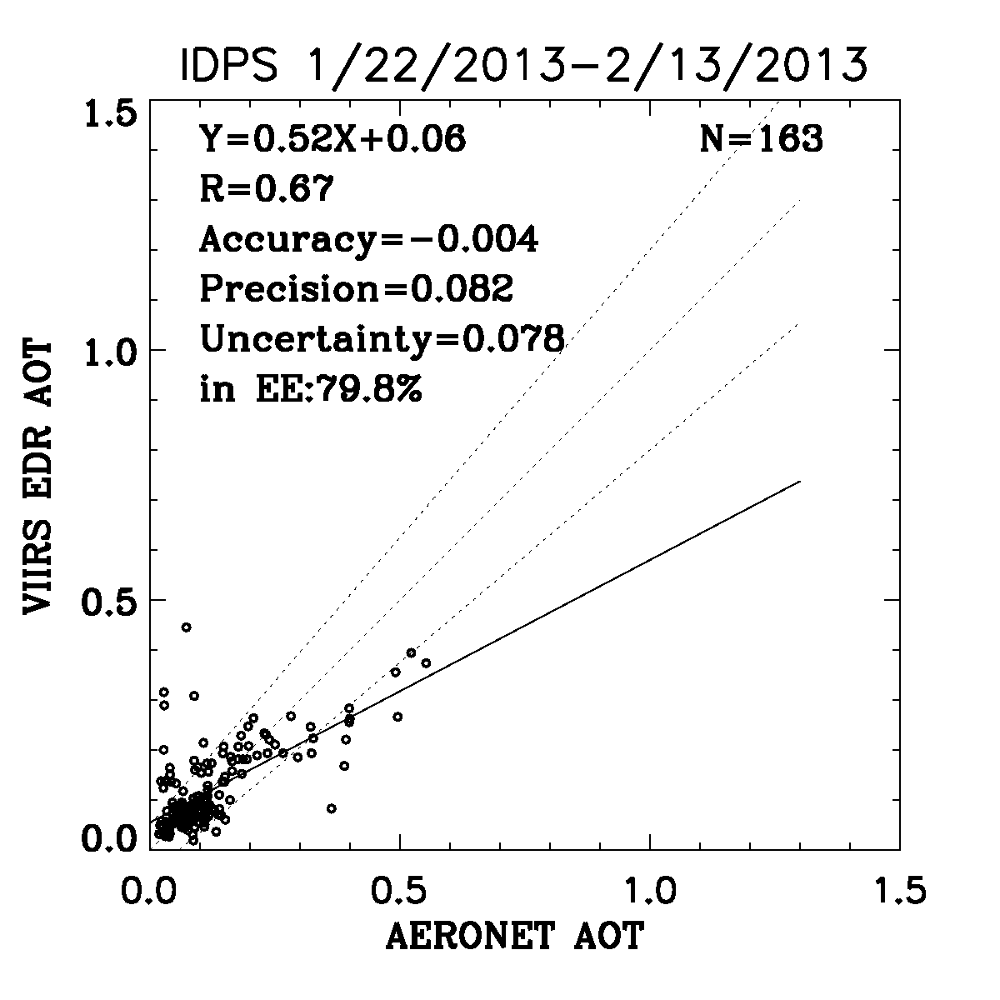 IDPS 1/22/2013-2/13/2013
Y=0.52X+0.06
N=163
R=0.67
Accuracy=-0.004
Precision=0.082
Uncertainty=0.078
in EE:79.8%
VIIRS EDR AOT
1.5
1.0
0.5
0.0
0.0 0.5 1.0 1.5
AERONET AOT